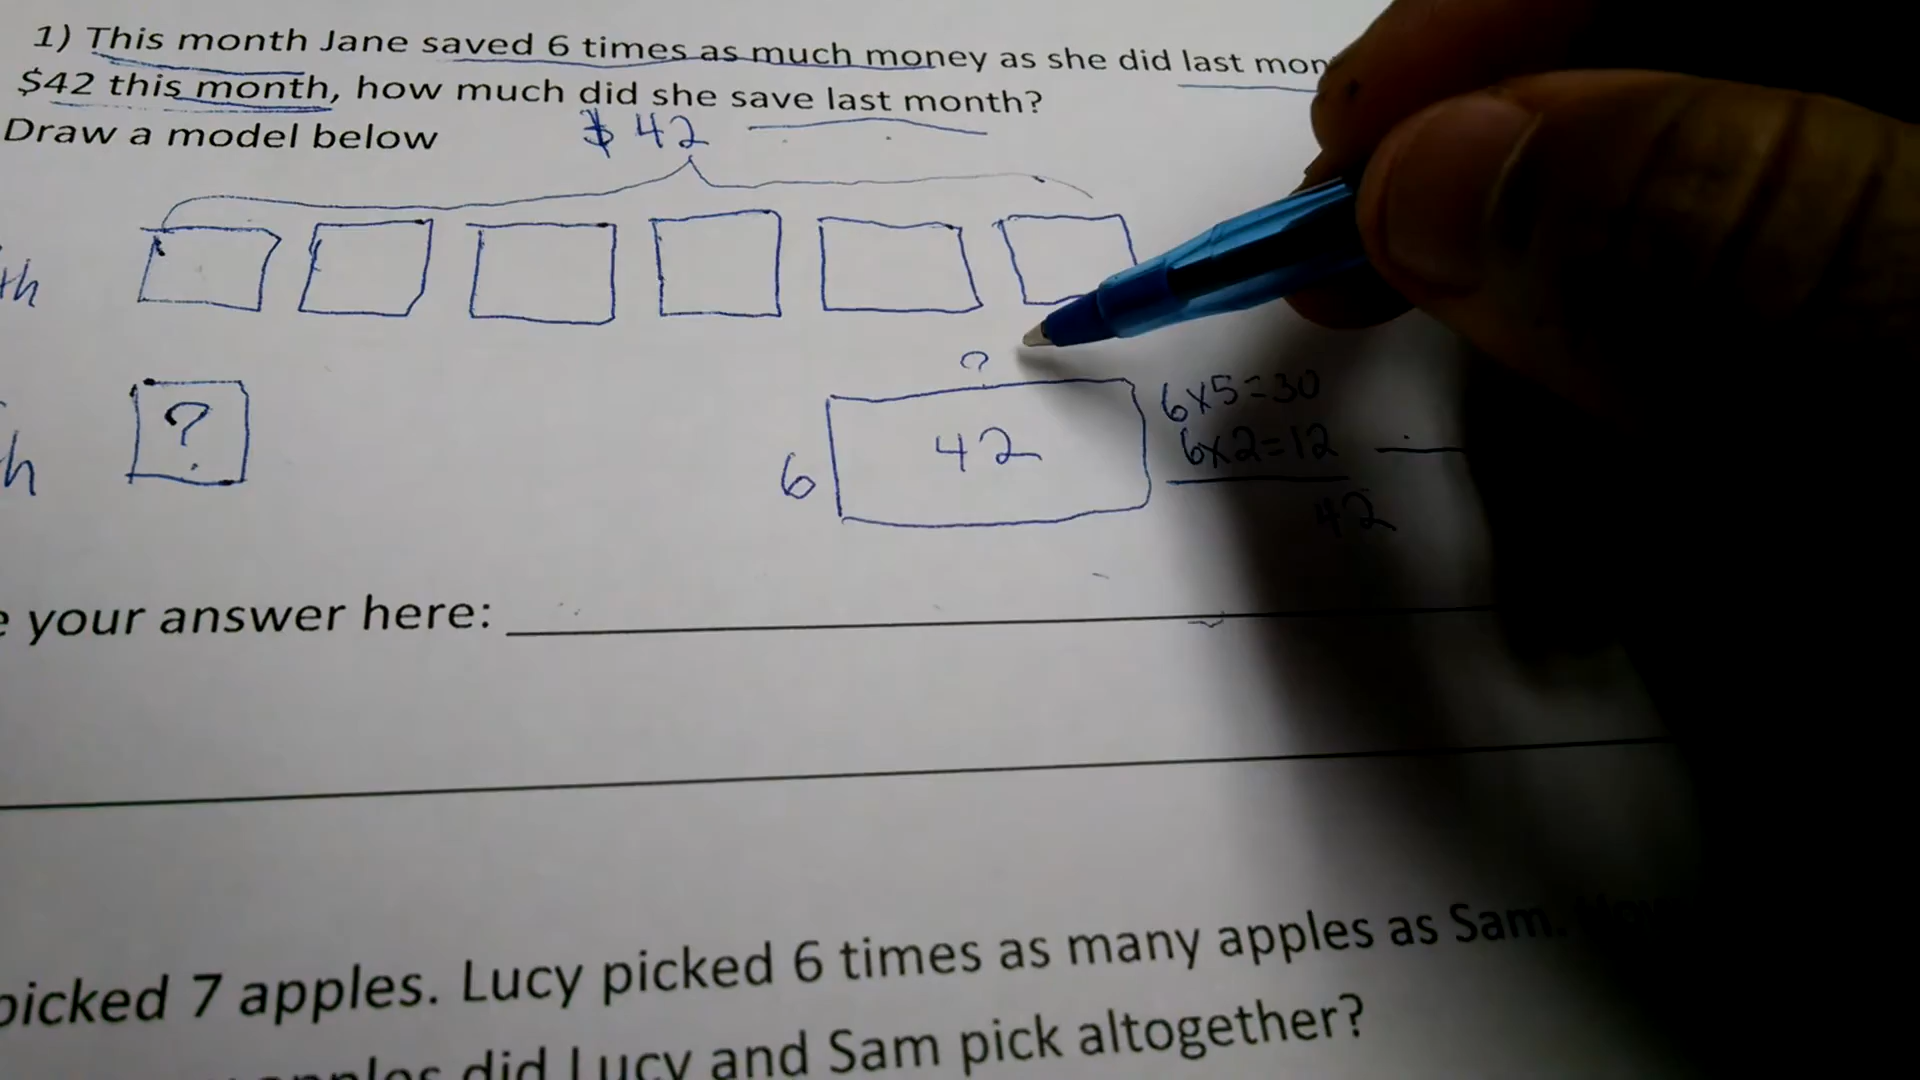 1) This month Jane saved 6 times as much money as she did last
$42 this month, how much did she save last month?
Draw a model below
$42
?
?
6
42
6x5=30
6x2=12
42
your answer here:
picked 7 apples. Lucy picked 6 times as many apples as Sam.
did Lucy and Sam pick altogether?